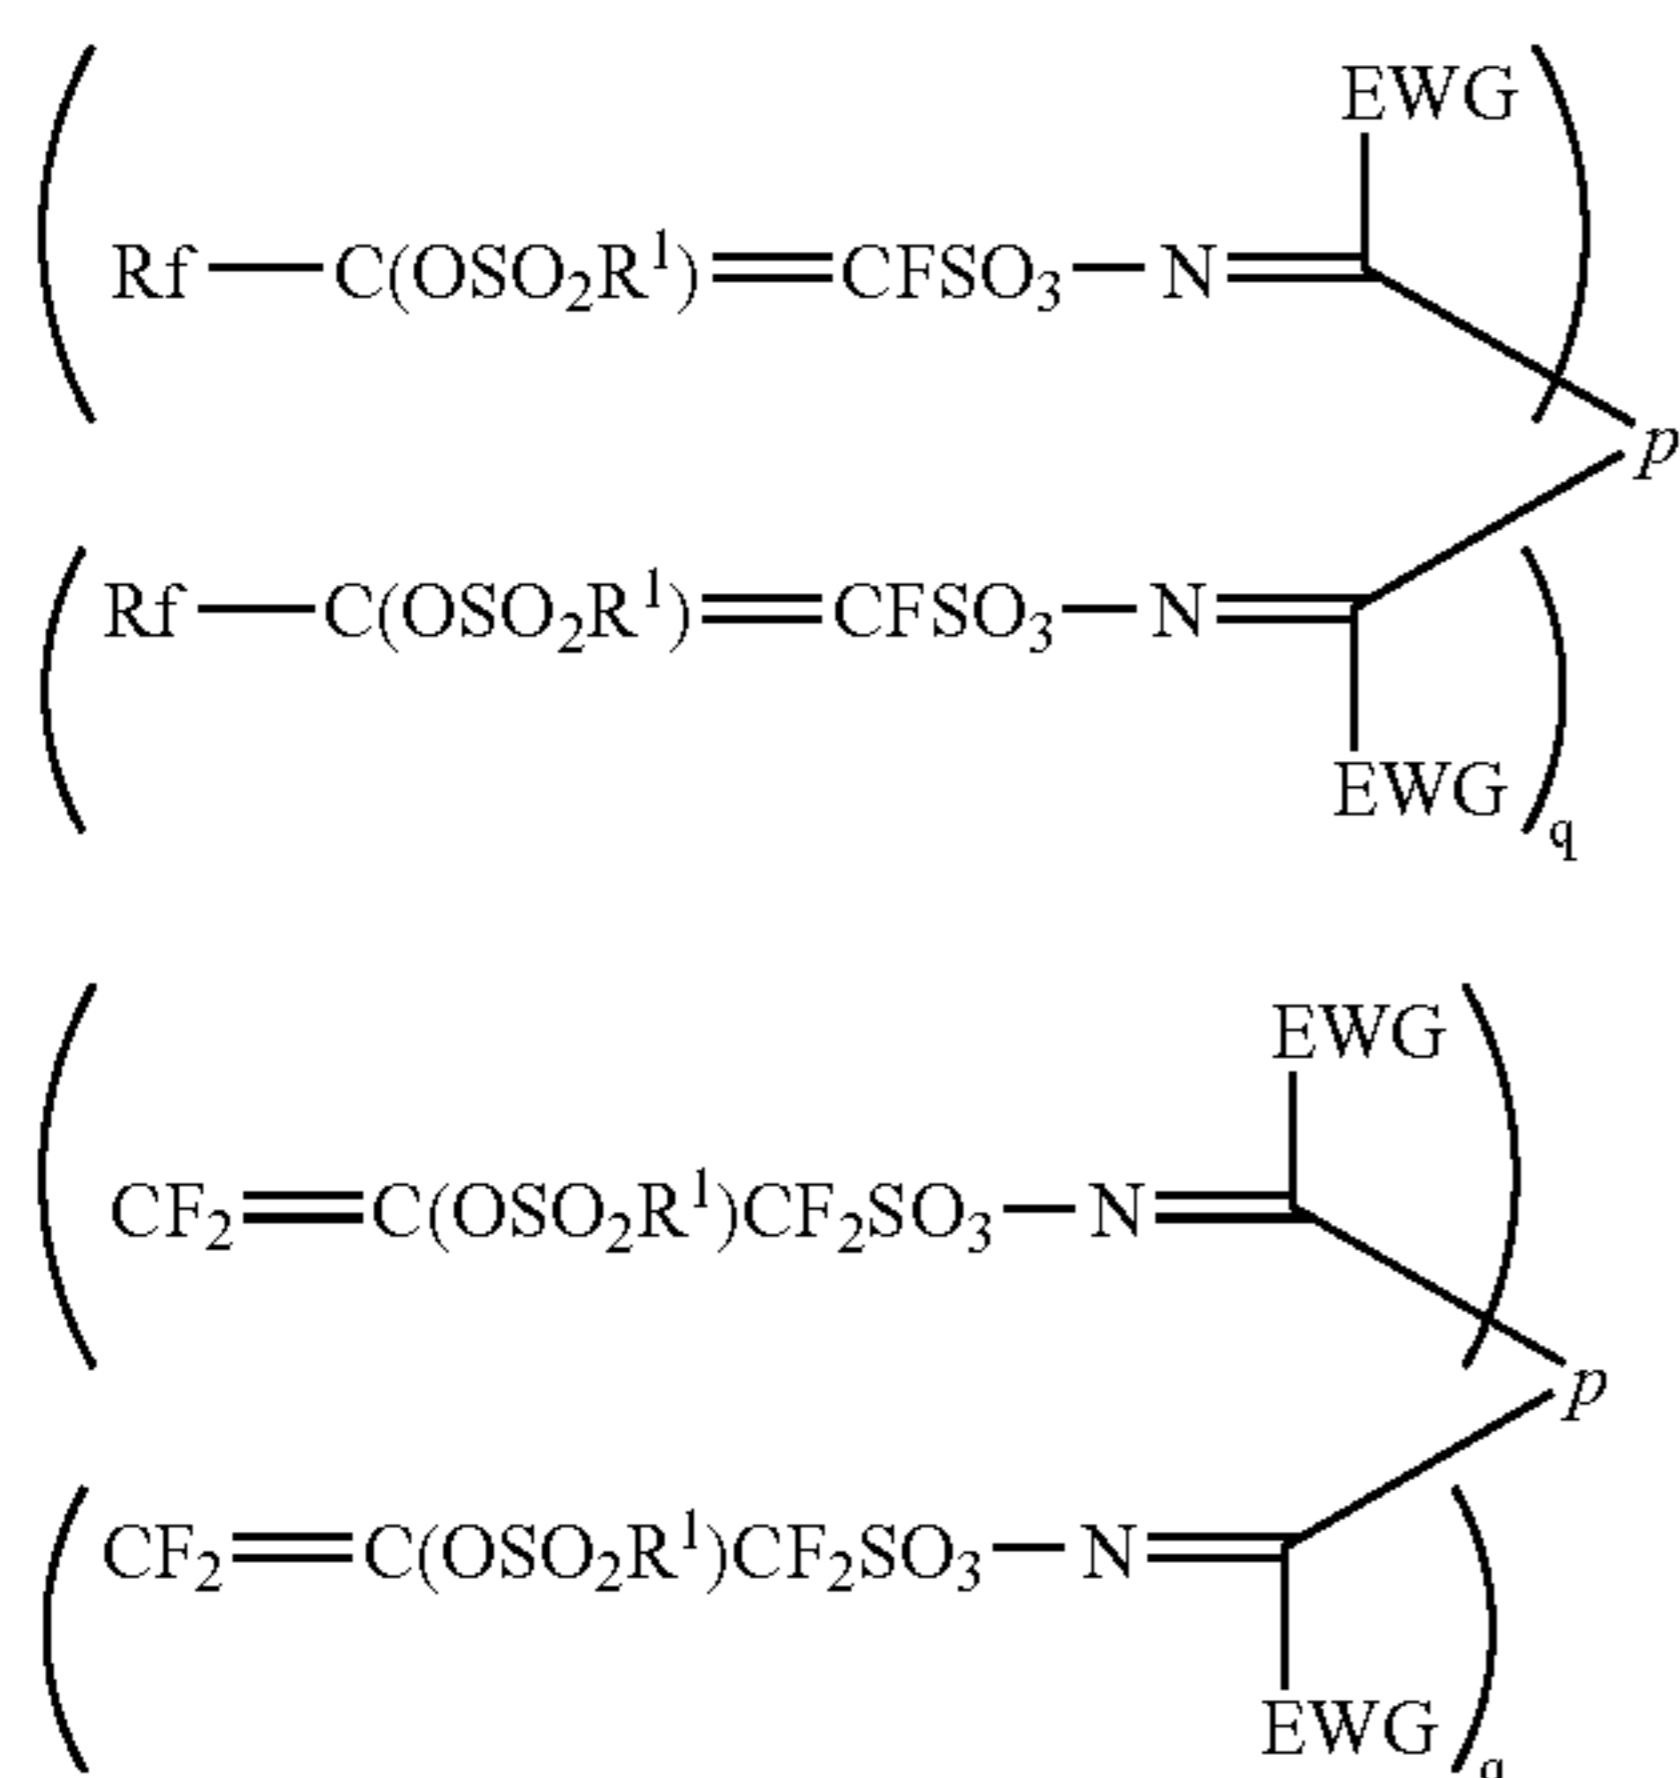 EWG
Rf—C(OSO₂R¹)═CFSO₃—N
p
Rf—C(OSO₂R¹)═CFSO₃—N
EWG
q
EWG
CF₂═C(OSO₂R¹)CF₂SO₃—N
p
CF₂═C(OSO₂R¹)CF₂SO₃—N
EWG
q